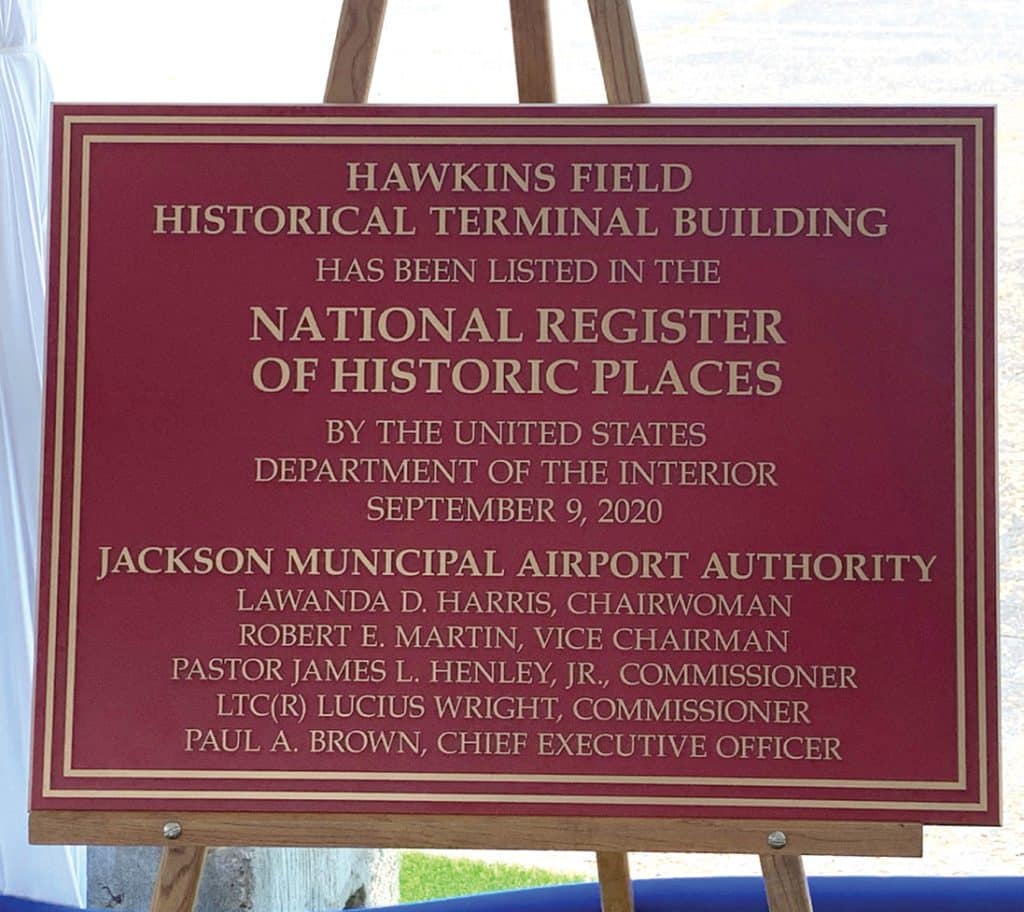 HAWKINS FIELD
HISTORICAL TERMINAL BUILDING
HAS BEEN LISTED IN THE
NATIONAL REGISTER
OF HISTORIC PLACES
BY THE UNITED STATES
DEPARTMENT OF THE INTERIOR
SEPTEMBER 9, 2020
JACKSON MUNICIPAL AIRPORT AUTHORITY
LAWANDA D. HARRIS, CHAIRWOMAN
ROBERT E. MARTIN, VICE CHAIRMAN
PASTOR JAMES L. HENLEY, JR., COMMISSIONER
LTC(R) LUCIUS WRIGHT, COMMISSIONER
PAUL A. BROWN, CHIEF EXECUTIVE OFFICER